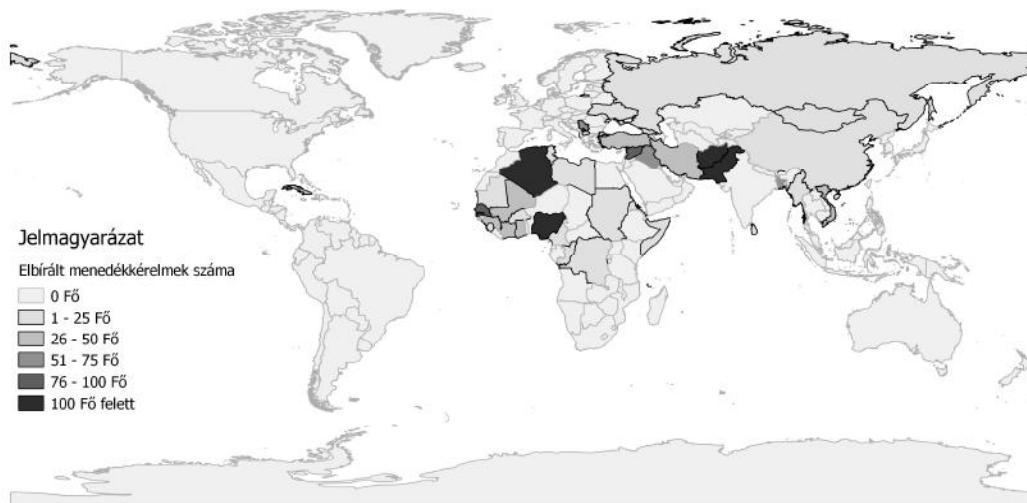 Jelmagyarázat
Elbírált menedékkérelmek száma
0 Fő
1 - 25 Fő
26 - 50 Fő
51 - 75 Fő
76 - 100 Fő
100 Fő felett